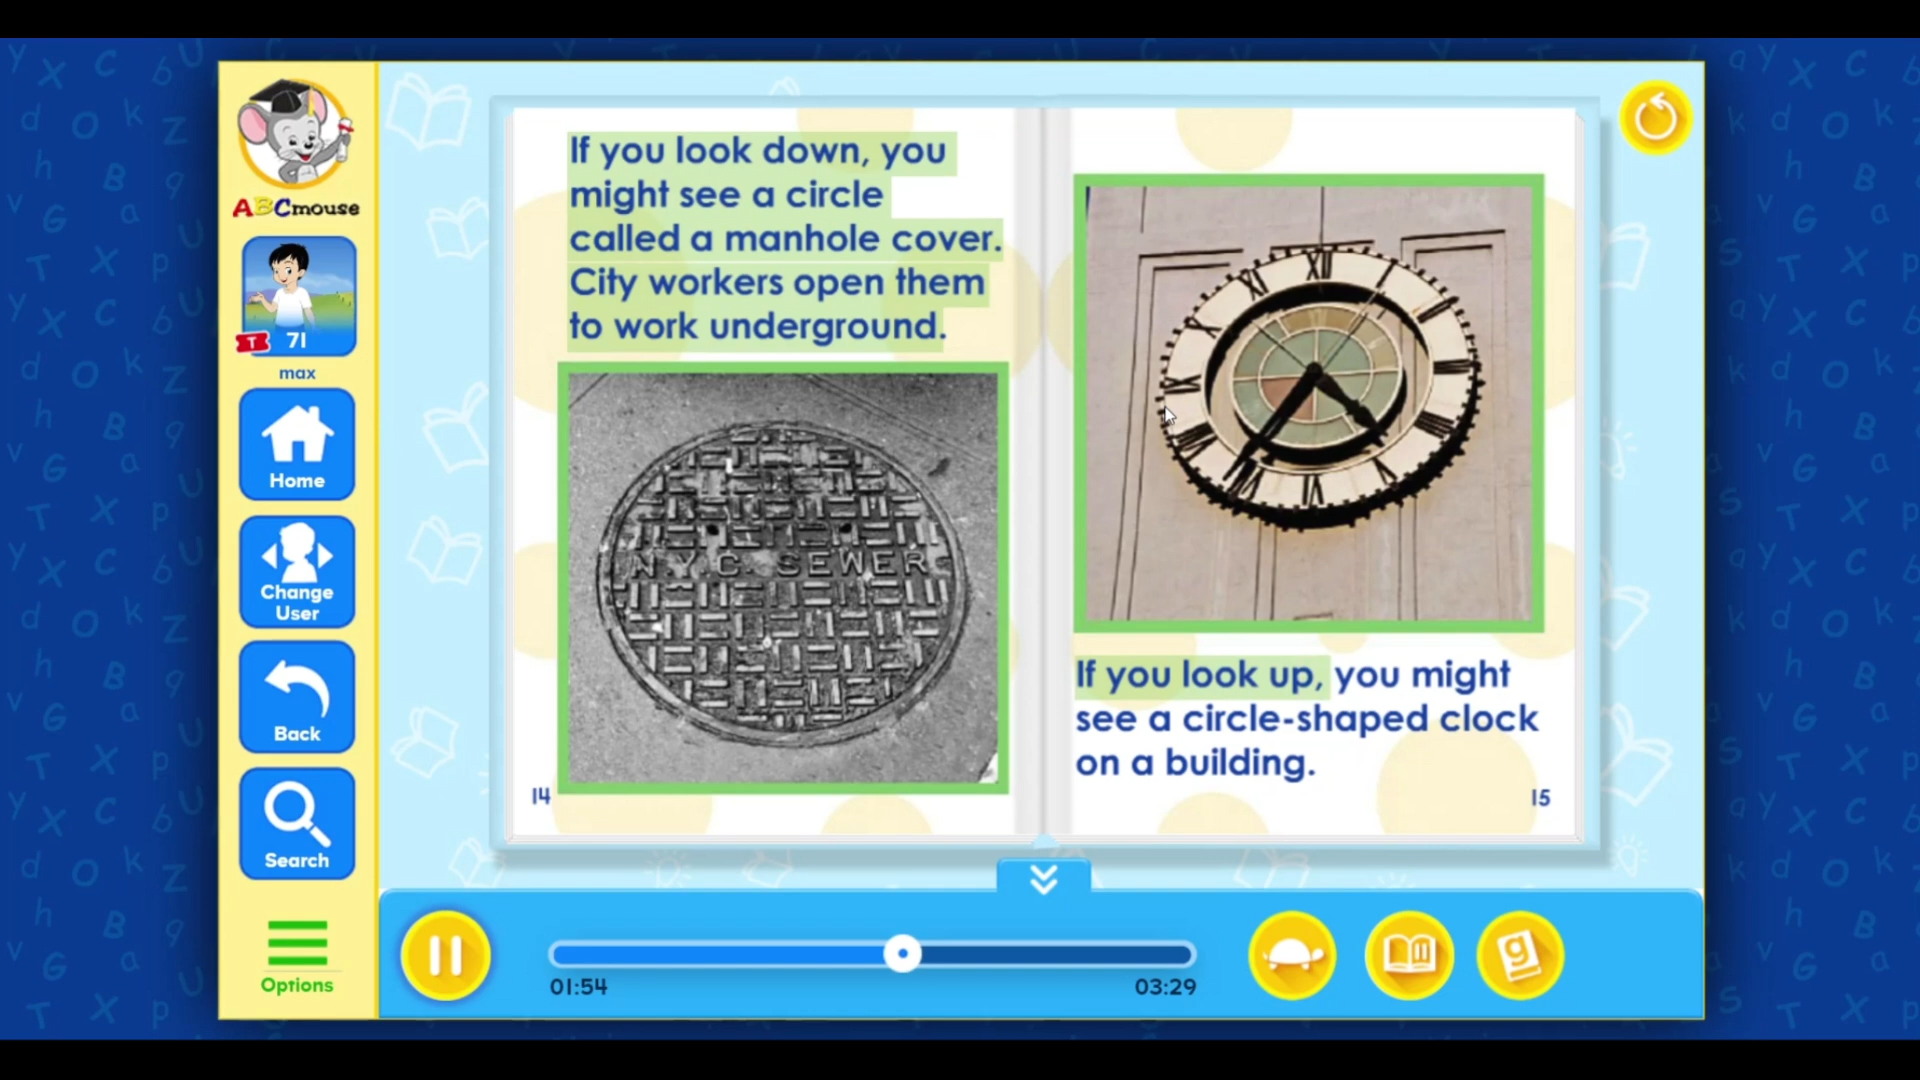 ABCmouse
T
71
max
Home
Change
User
Back
Search
Options
If you look down, you
might see a circle
called a manhole cover.
City workers open them
to work underground.
N.Y.C. SEWER
14
XII
If you look up, you might
see a circle-shaped clock
on a building.
15
01:54
03:29
g